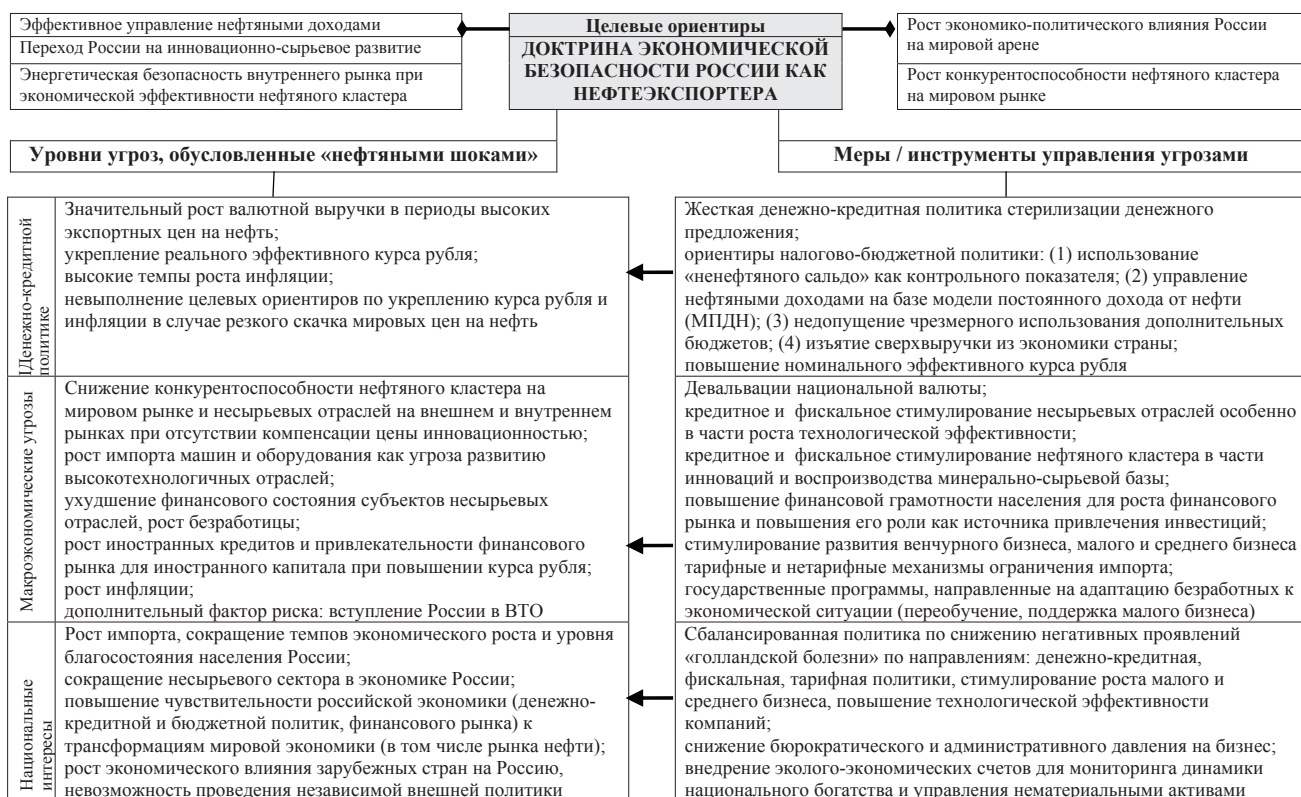 Эффективное управление нефтяными доходами
Переход России на инновационно-сырьевое развитие
Энергетическая безопасность внутреннего рынка при
экономической эффективности нефтяного кластера
Целевые ориентиры
ДОКТРИНА ЭКОНОМИЧЕСКОЙ
БЕЗОПАСНОСТИ РОССИИ КАК
НЕФТЕЭКСПОРТЕРА
Рост экономико-политического влияния России
на мировой арене
Рост конкурентоспособности нефтяного кластера
на мировом рынке
Уровни угроз, обусловленные «нефтяными шоками»
Меры / инструменты управления угрозами
Денежно-кредитной
политике
Значительный рост валютной выручки в периоды высоких
экспортных цен на нефть;
укрепление реального эффективного курса рубля;
высокие темпы роста инфляции;
невыполнение целевых ориентиров по укреплению курса рубля и
инфляции в случае резкого скачка мировых цен на нефть
Жесткая денежно-кредитная политика стерилизации денежного
предложения;
ориентиры налогово-бюджетной политики: (1) использование
«ненефтяного сальдо» как контрольного показателя; (2) управление
нефтяными доходами на базе модели постоянного дохода от нефти
(МПДН); (3) недопущение чрезмерного использования дополнительных
бюджетов; (4) изъятие сверхвыручки из экономики страны;
повышение номинального эффективного курса рубля
Макроэкономические угрозы
Снижение конкурентоспособности нефтяного кластера на
мировом рынке и несырьевых отраслей на внешнем и внутреннем
рынках при отсутствии компенсации цены инновационностью;
рост импорта машин и оборудования как угроза развитию
высокотехнологичных отраслей;
ухудшение финансового состояния субъектов несырьевых
отраслей, рост безработицы;
рост иностранных кредитов и привлекательности финансового
рынка для иностранного капитала при повышении курса рубля;
рост инфляции;
дополнительный фактор риска: вступление России в ВТО
Девальвации национальной валюты;
кредитное и фискальное стимулирование несырьевых отраслей особенно
в части роста технологической эффективности;
кредитное и фискальное стимулирование нефтяного кластера в части
инноваций и воспроизводства минерально-сырьевой базы;
повышение финансовой грамотности населения для роста финансового
рынка и повышения его роли как источника привлечения инвестиций;
стимулирование развития венчурного бизнеса, малого и среднего бизнеса
тарифные и нетарифные механизмы ограничения импорта;
государственные программы, направленные на адаптацию безработных к
экономической ситуации (переобучение, поддержка малого бизнеса)
Национальные
интересы
Рост импорта, сокращение темпов экономического роста и уровня
благосостояния населения России;
сокращение несырьевого сектора в экономике России;
повышение чувствительности российской экономики (денежно-
кредитной и бюджетной политик, финансового рынка) к
трансформациям мировой экономики (в том числе рынка нефти);
рост экономического влияния зарубежных стран на Россию,
невозможность проведения независимой внешней политики
Сбалансированная политика по снижению негативных проявлений
«голландской болезни» по направлениям: денежно-кредитная,
фискальная, тарифная политики, стимулирование роста малого и
среднего бизнеса, повышение технологической эффективности
компаний;
снижение бюрократического и административного давления на бизнес;
внедрение эколого-экономических счетов для мониторинга динамики
национального богатства и управления нематериальными активами